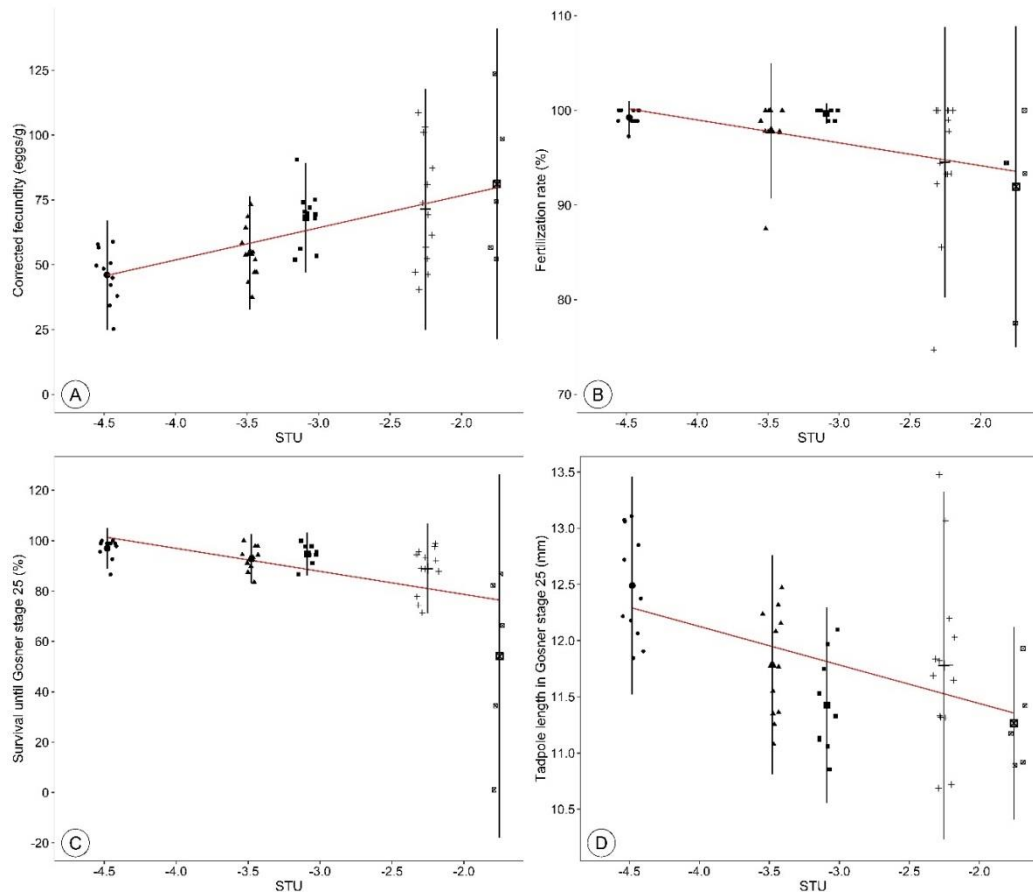 Corrected fecundity (eggs/g)
125
100
75
50
25
0
A
-4.5 -4.0 -3.5 -3.0 -2.5 -2.0
STU
Fertilization rate (%)
110
100
90
80
70
B
-4.5 -4.0 -3.5 -3.0 -2.5 -2.0
STU
Survival until Gosner stage 25 (%)
120
100
80
60
40
20
0
-20
C
-4.5 -4.0 -3.5 -3.0 -2.5 -2.0
STU
Tadpole length in Gosner stage 25 (mm)
13.5
13.0
12.5
12.0
11.5
11.0
10.5
D
-4.5 -4.0 -3.5 -3.0 -2.5 -2.0
STU